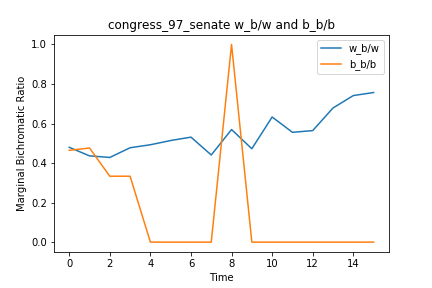 congress_97_senate w_b/w and b_b/b
w_b/w
b_b/b
Marginal Bichromatic Ratio
1.0
0.8
0.6
0.4
0.2
0.0
0 2 4 6 8 10 12 14
Time